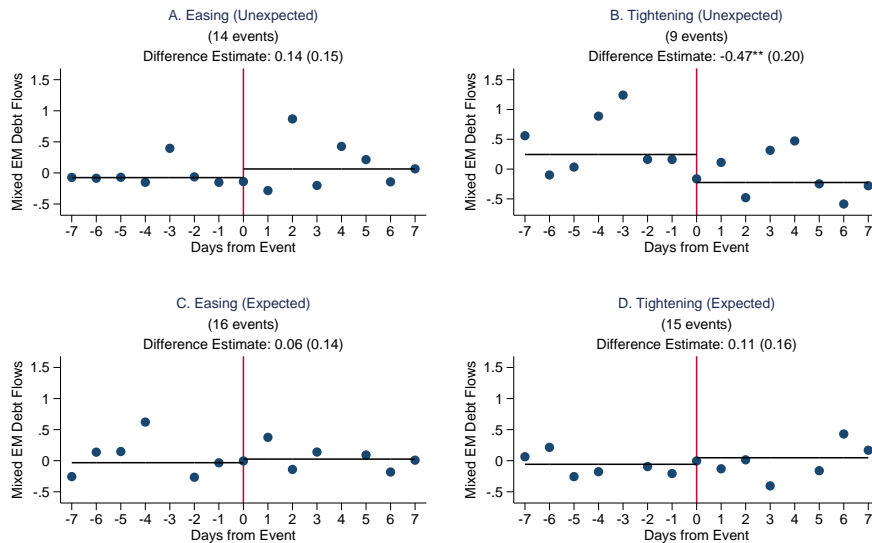 A. Easing (Unexpected)
(14 events)
Difference Estimate: 0.14 (0.15)
Mixed EM Debt Flows
1.5
1
.5
0
-.5
-7 -6 -5 -4 -3 -2 -1 0 1 2 3 4 5 6 7
Days from Event
B. Tightening (Unexpected)
(9 events)
Difference Estimate: -0.47** (0.20)
Mixed EM Debt Flows
1.5
1
.5
0
-.5
-7 -6 -5 -4 -3 -2 -1 0 1 2 3 4 5 6 7
Days from Event
C. Easing (Expected)
(16 events)
Difference Estimate: 0.06 (0.14)
Mixed EM Debt Flows
1.5
1
.5
0
-.5
-7 -6 -5 -4 -3 -2 -1 0 1 2 3 4 5 6 7
Days from Event
D. Tightening (Expected)
(15 events)
Difference Estimate: 0.11 (0.16)
Mixed EM Debt Flows
1.5
1
.5
0
-.5
-7 -6 -5 -4 -3 -2 -1 0 1 2 3 4 5 6 7
Days from Event